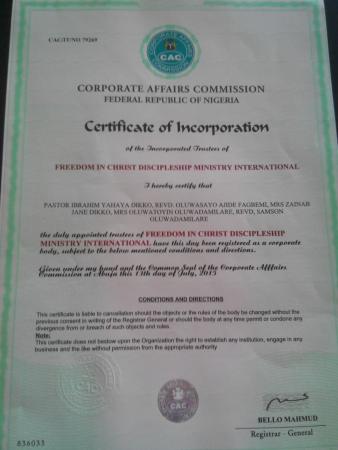 CAC/IT/NO 79269
CORPORATE AFFAIRS COMMISSION
CAC
CORPORATE AFFAIRS COMMISSION
FEDERAL REPUBLIC OF NIGERIA
Certificate of Incorporation
of the Incorporated Trustees of
FREEDOM IN CHRIST DISCIPLESHIP MINISTRY INTERNATIONAL
I hereby certify that
PASTOR IBRAHIM YAHAYA DIKKO, REVD. OLUWASAYO AJIDE FAGBEMI, MRS ZAINAB
JANE DIKKO, MRS OLUWATOYIN OLUWADAMILARE, REVD, SAMSON
OLUWADAMILARE
the duly appointed trustees of FREEDOM IN CHRIST DISCIPLESHIP
MINISTRY INTERNATIONAL have this day been registered as a corporate
body, subject to the below mentioned conditions and directions.
Given under my hand and the Common Seal of the Corporate Afffairs
Commission at Abuja this 13th day of July, 2015
CONDITIONS AND DIRECTIONS
This certificate is liable to cancellation should the objects or the rules of the body be changed without the
previous consent in writing of the Registrar General or should the body at any time permit or condone any
divergence from or breach of such objects and rules.
Note:
This certificate does not bestow upon the Organization the right to establish any institution, engage in any
business and the like without permission from the appropriate authority
CAC
BELLO MAHMUD
Registrar - General
836033